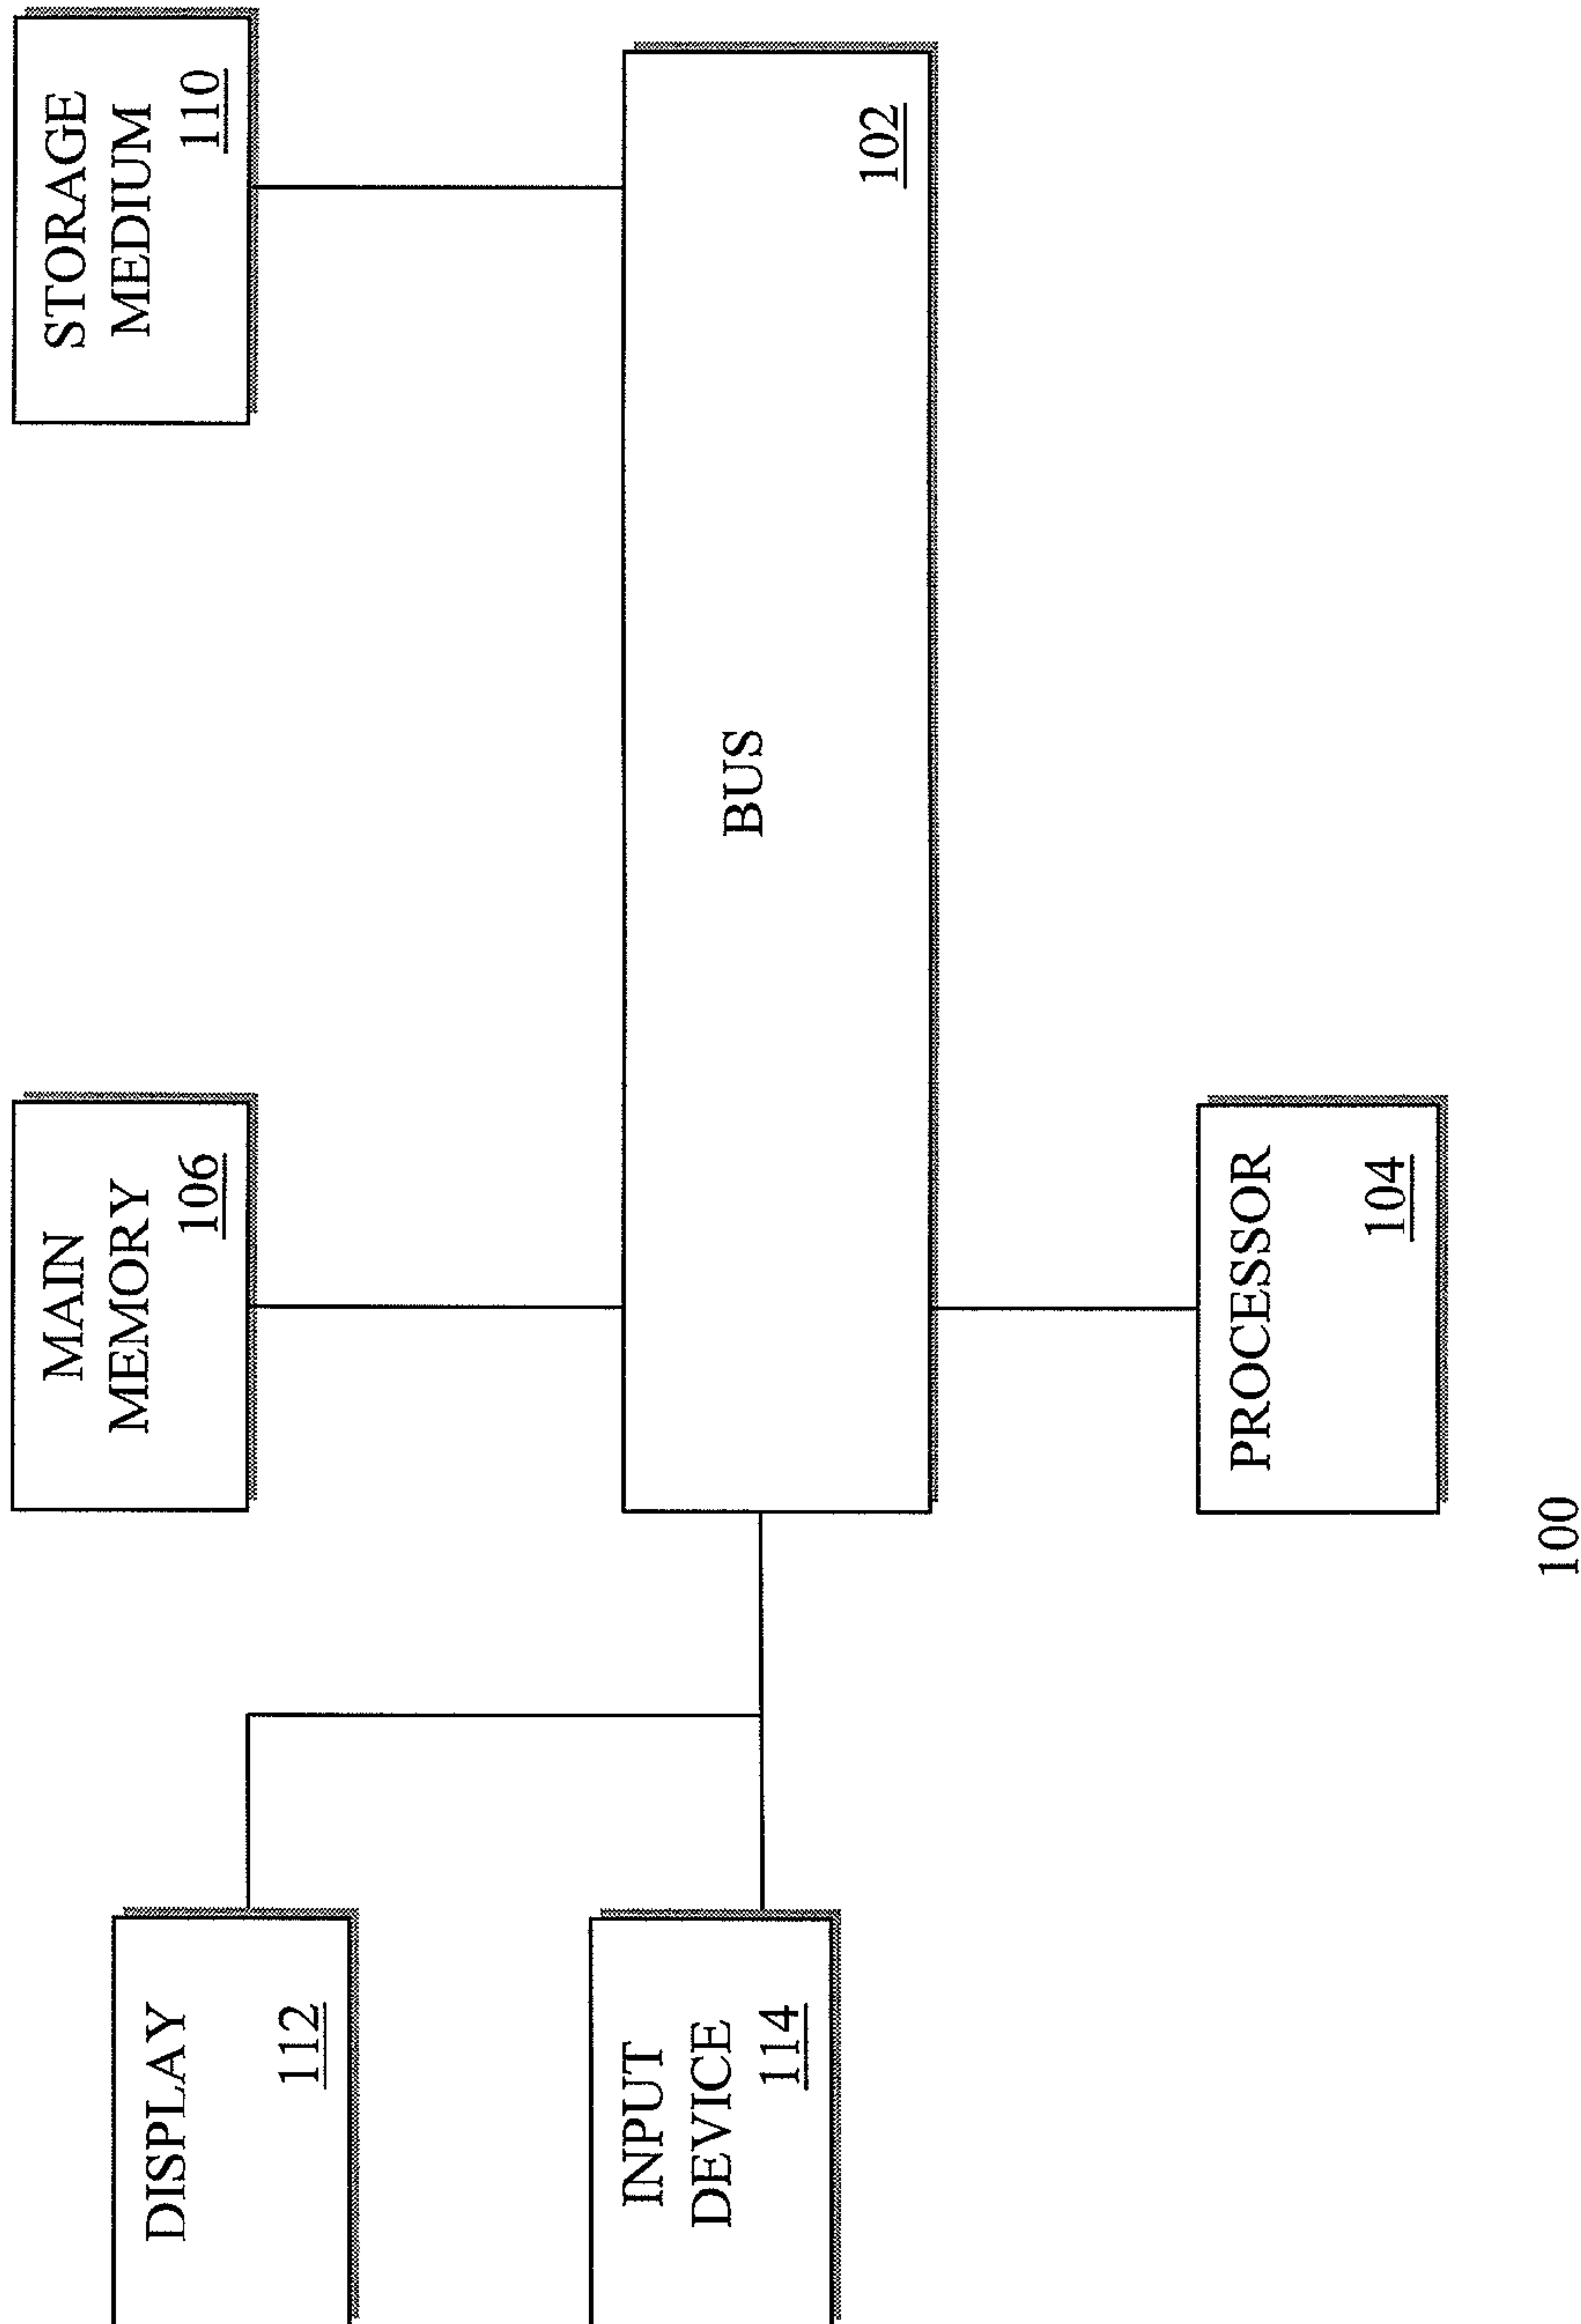 STORAGE
MEDIUM
110
MAIN
MEMORY
106
DISPLAY
112
BUS
102
INPUT
DEVICE
114
PROCESSOR
104
100